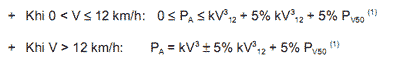 + Khi 0 < V ≤ 12 km/h: 0 ≤ P_A ≤ kV³₁₂ + 5% kV³₁₂ + 5% P_V50 ⁽¹⁾
+ Khi V > 12 km/h: P_A = kV³ ± 5% kV³₁₂ + 5% P_V50 ⁽¹⁾